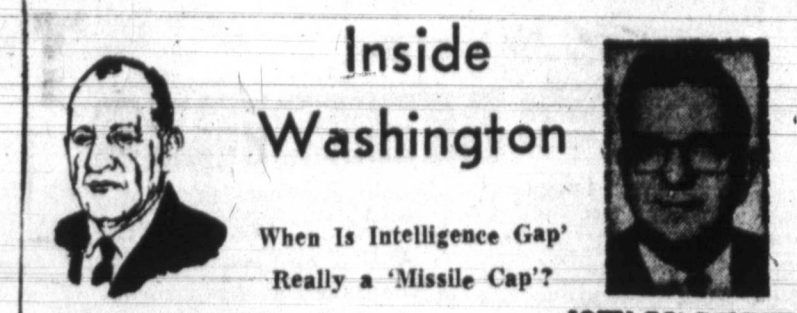 Inside
Washington
When Is Intelligence Gap'
Really a 'Missile Cap'?